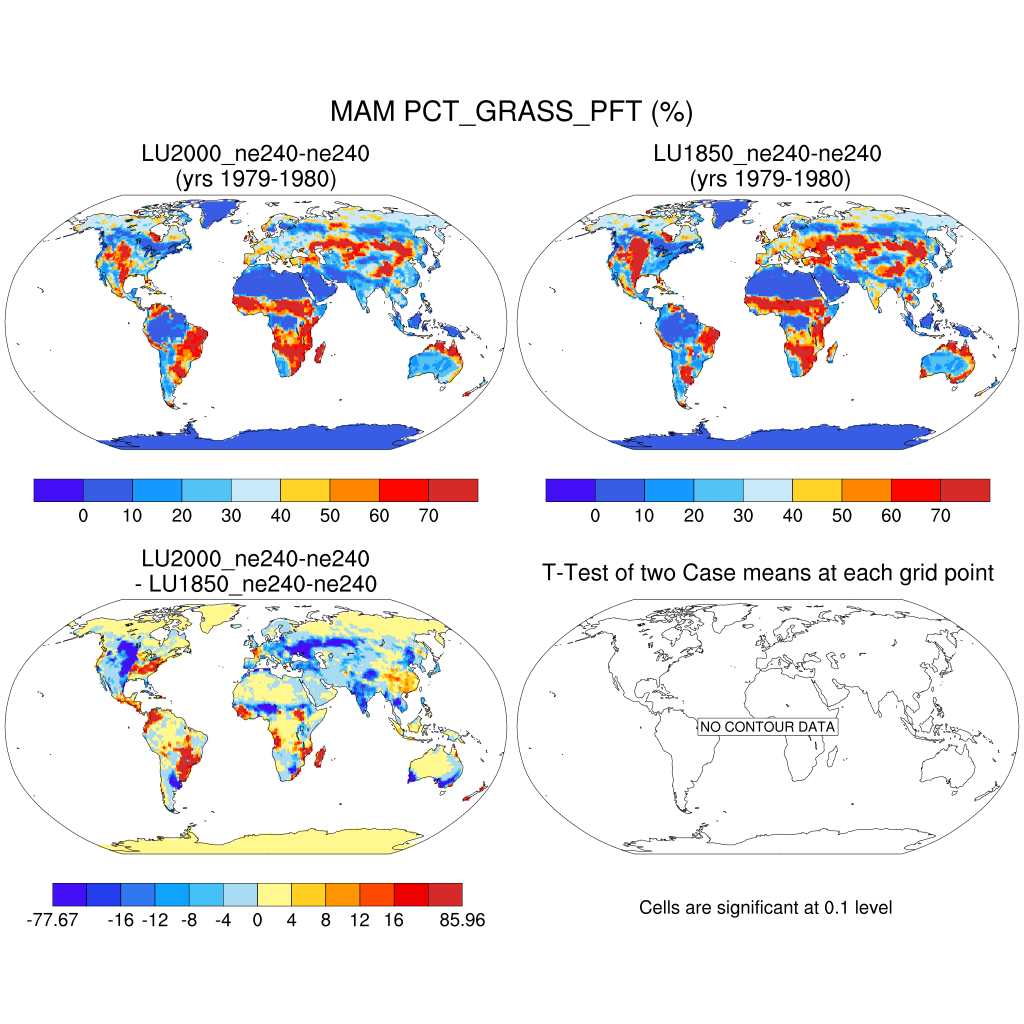 MAM PCT_GRASS_PFT (%)
LU2000_ne240-ne240
(yrs 1979-1980)
LU1850_ne240-ne240
(yrs 1979-1980)
0 10 20 30 40 50 60 70
0 10 20 30 40 50 60 70
LU2000_ne240-ne240
- LU1850_ne240-ne240
T-Test of two Case means at each grid point
NO CONTOUR DATA
-77.67 -16 -12 -8 -4 0 4 8 12 16 85.96
Cells are significant at 0.1 level